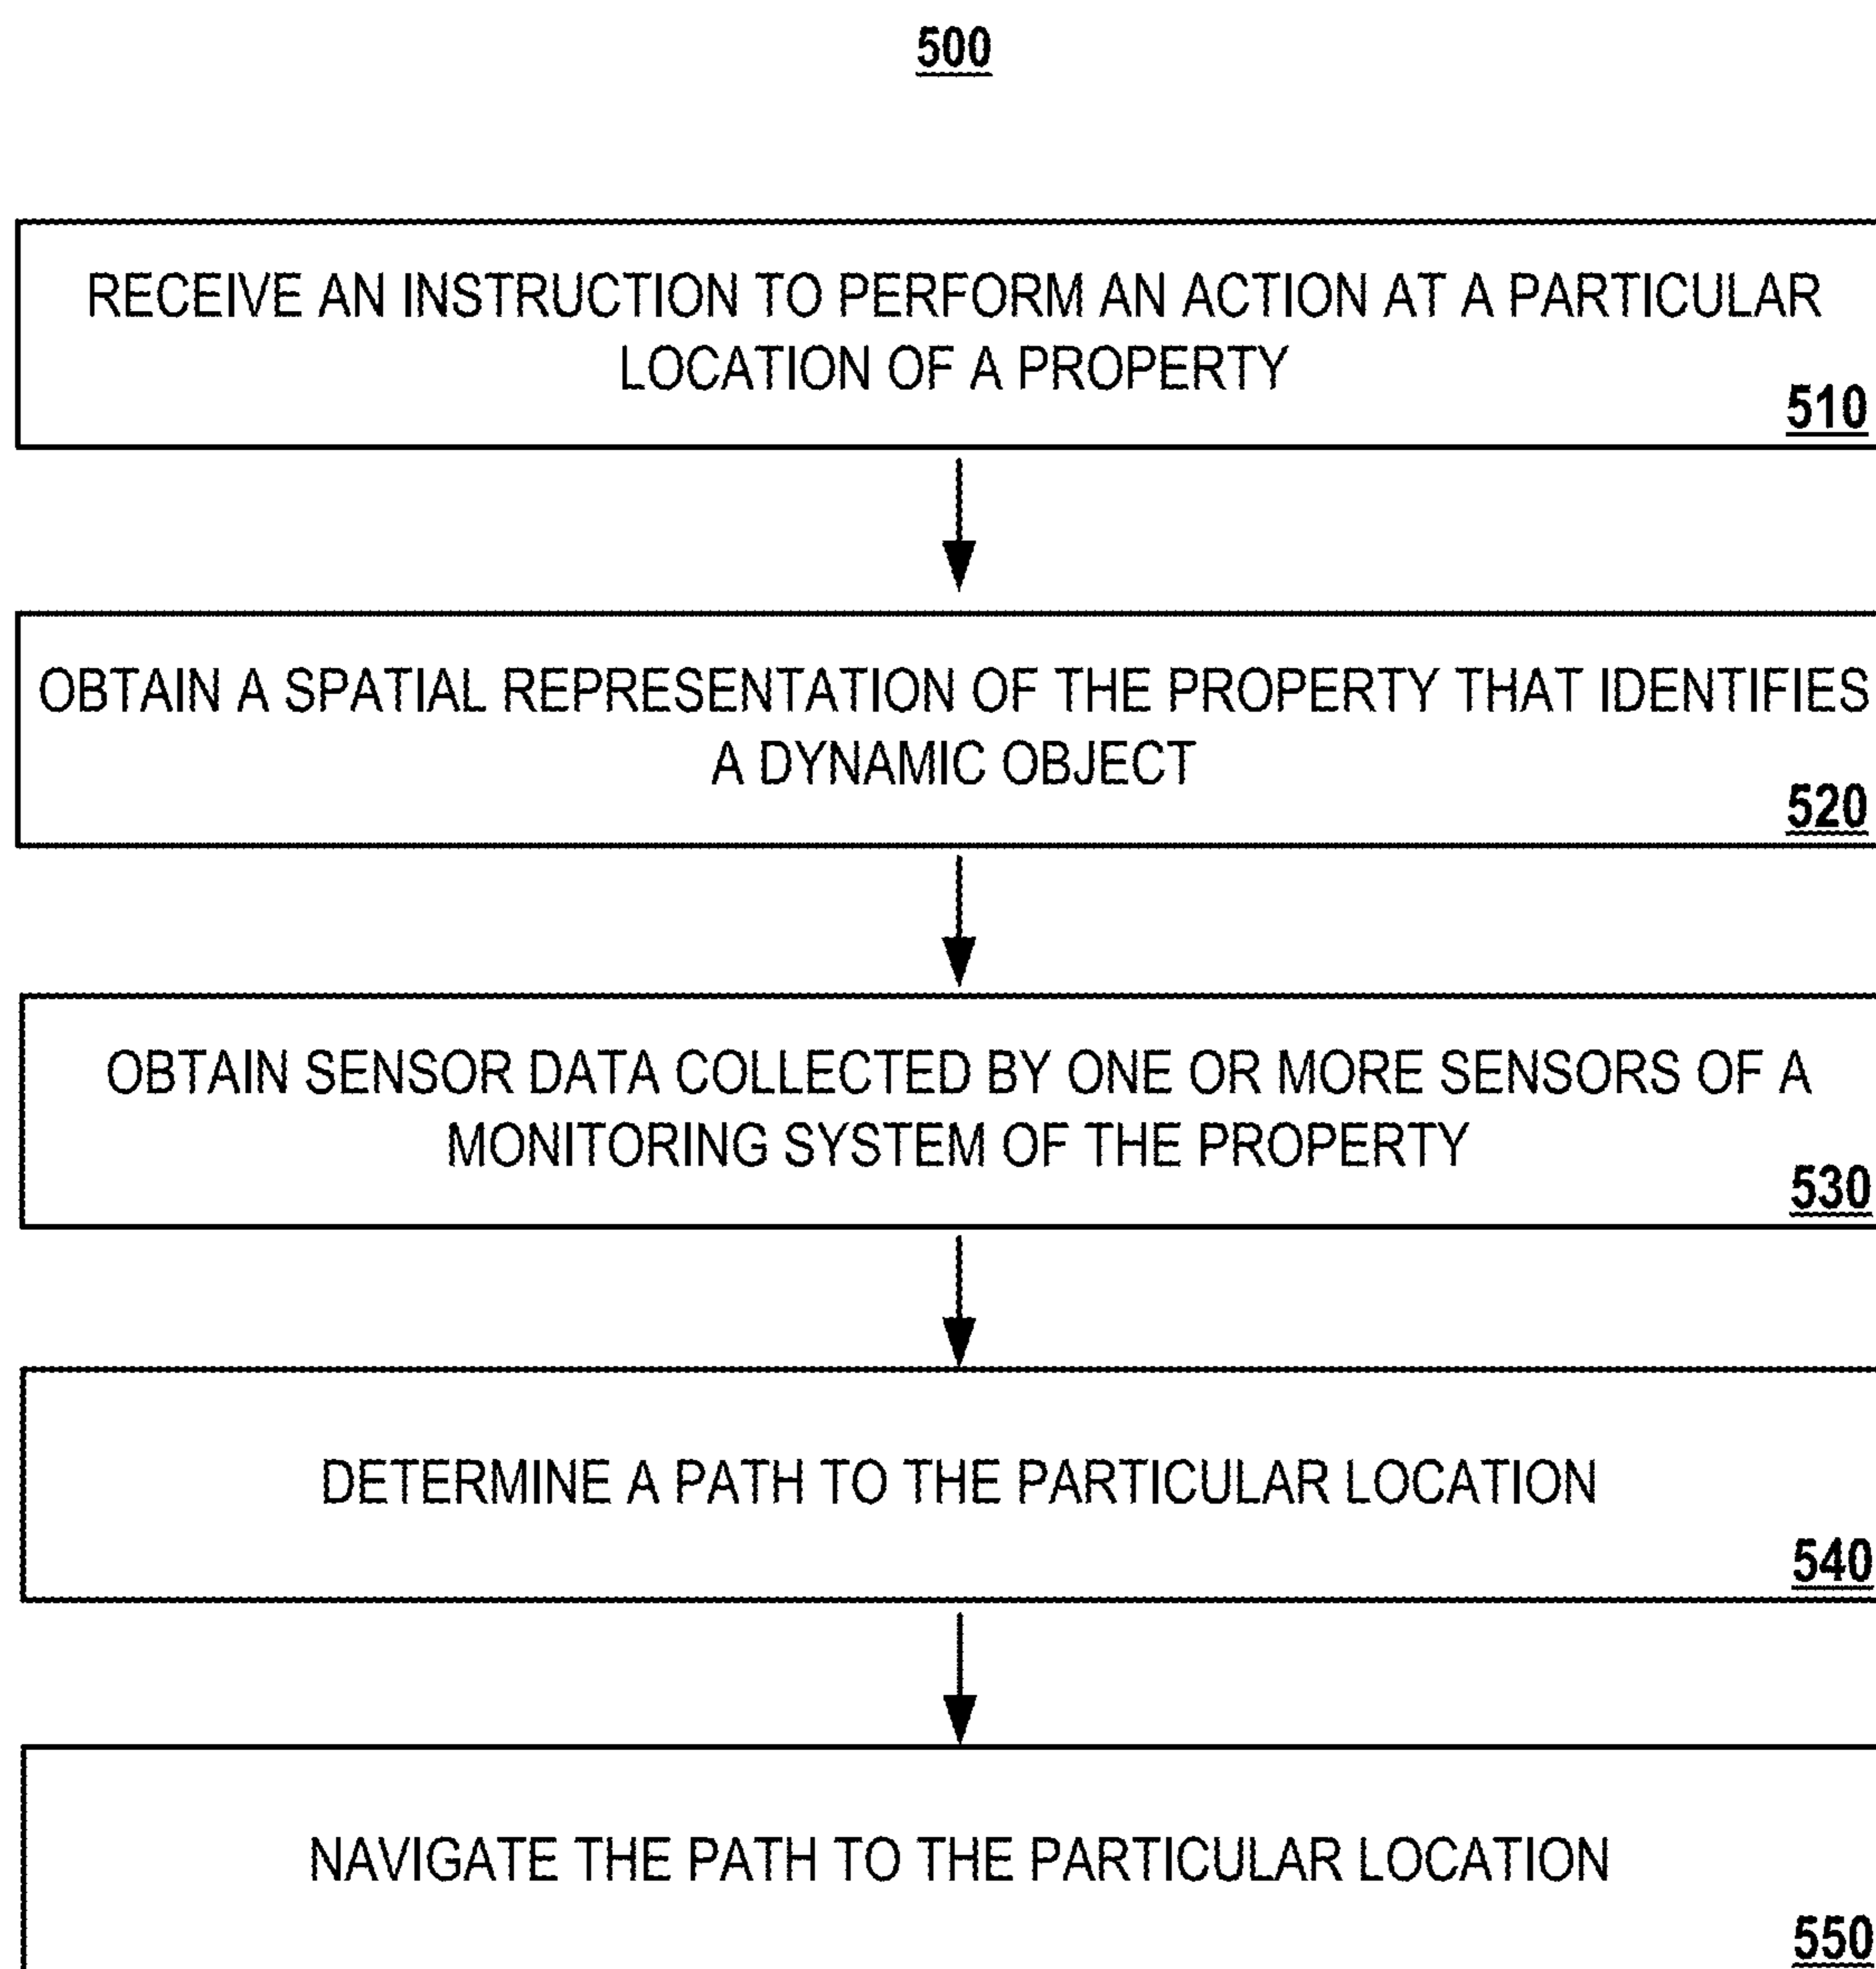 500
RECEIVE AN INSTRUCTION TO PERFORM AN ACTION AT A PARTICULAR
LOCATION OF A PROPERTY
510
OBTAIN A SPATIAL REPRESENTATION OF THE PROPERTY THAT IDENTIFIES
A DYNAMIC OBJECT
520
OBTAIN SENSOR DATA COLLECTED BY ONE OR MORE SENSORS OF A
MONITORING SYSTEM OF THE PROPERTY
530
DETERMINE A PATH TO THE PARTICULAR LOCATION
540
NAVIGATE THE PATH TO THE PARTICULAR LOCATION
550